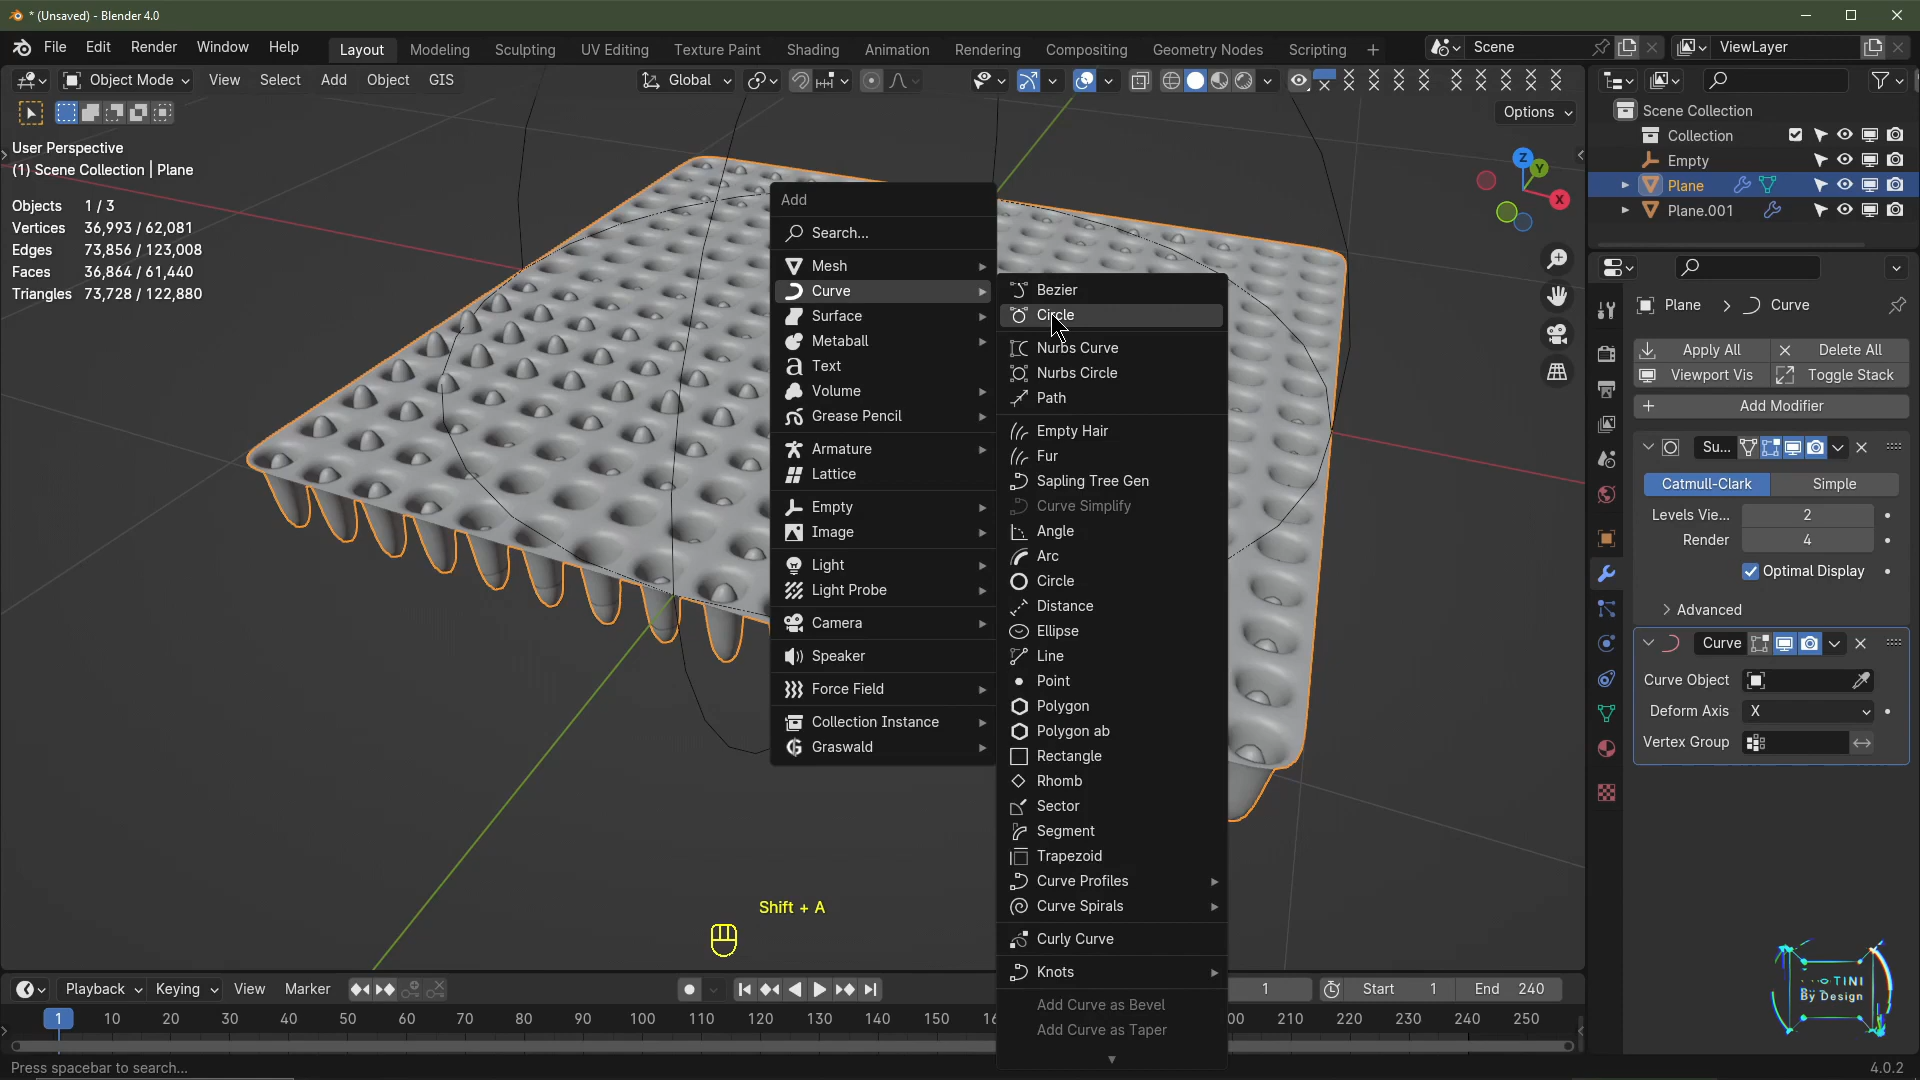 * (Unsaved) - Blender 4.0
File Edit Render Window Help
Layout Modeling Sculpting UV Editing Texture Paint Shading Animation Rendering Compositing Geometry Nodes Scripting +
Scene
ViewLayer
Object Mode View Select Add Object GIS
Global
Options
User Perspective
(1) Scene Collection | Plane
Objects 1 / 3
Vertices 36,993 / 62,081
Edges 73,856 / 123,008
Faces 36,864 / 61,440
Triangles 73,728 / 122,880
Add
Search...
Mesh
Curve
Surface
Metaball
Text
Volume
Grease Pencil
Armature
Lattice
Empty
Image
Light
Light Probe
Camera
Speaker
Force Field
Collection Instance
Graswald
Bezier
Circle
Nurbs Curve
Nurbs Circle
Path
Empty Hair
Fur
Sapling Tree Gen
Curve Simplify
Angle
Arc
Circle
Distance
Ellipse
Line
Point
Polygon
Polygon ab
Rectangle
Rhomb
Sector
Segment
Trapezoid
Curve Profiles
Curve Spirals
Curly Curve
Knots
Add Curve as Bevel
Add Curve as Taper
Z
Y
X
Shift + A
Scene Collection
Collection
Empty
Plane
Plane.001
Plane > Curve
Apply All Delete All
Viewport Vis Toggle Stack
Add Modifier
Su...
Catmull-Clark Simple
Levels Vie... 2
Render 4
Optimal Display
Advanced
Curve
Curve Object
Deform Axis X
Vertex Group
By Design
Playback Keying View Marker
1
Start 1 End 240
1 10 20 30 40 50 60 70 80 90 100 110 120 130 140 150 210 220 230 240 250
Press spacebar to search...
4.0.2